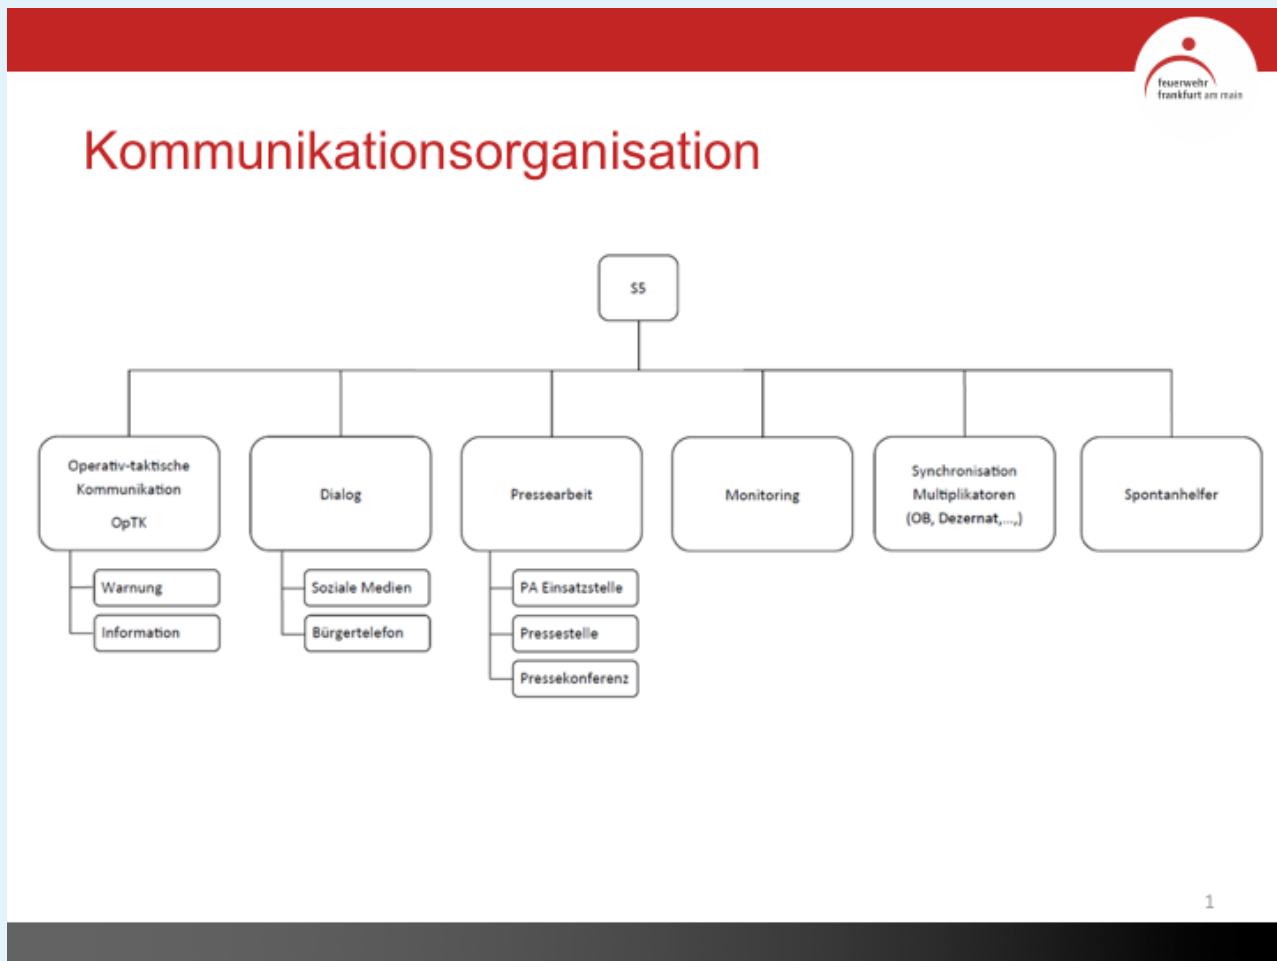 feuerwehr
frankfurt am main
Kommunikationsorganisation
S5
Operativ-taktische
Kommunikation
OpTK
Warnung
Information
Dialog
Soziale Medien
Bürgertelefon
Pressearbeit
PA Einsatzstelle
Pressestelle
Pressekonferenz
Monitoring
Synchronisation
Multiplikatoren
(OB, Dezernat,...,)
Spontanhelfer
1